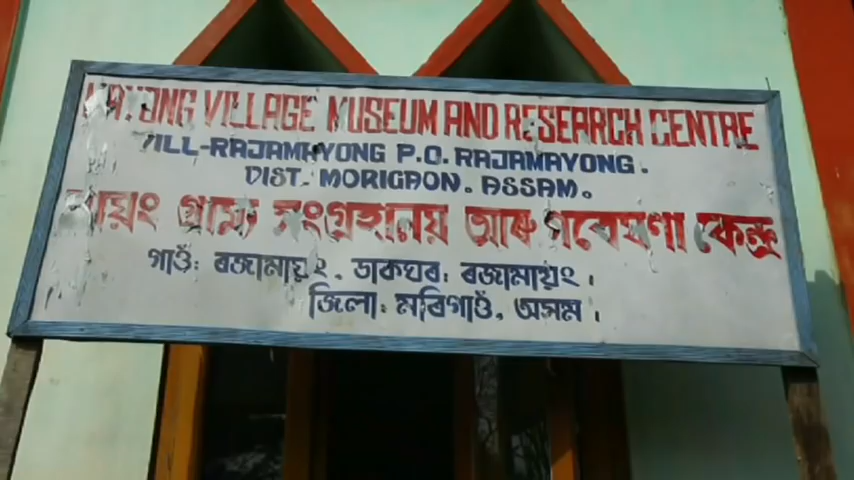 MAYONG VILLAGE MUSEUM AND RESEARCH CENTRE
VILL-RAJAMAYONG P.O. RAJAMAYONG.
DIST. MORIGAON. ASSAM.
মায়ং গ্ৰাম্য সংগ্ৰহালয় আৰু গৱেষণা কেন্দ্ৰ
গাওঁ: ৰজামায়ং. ডাকঘৰ: ৰজামায়ং.
জিলা: মৰিগাওঁ. অসম.